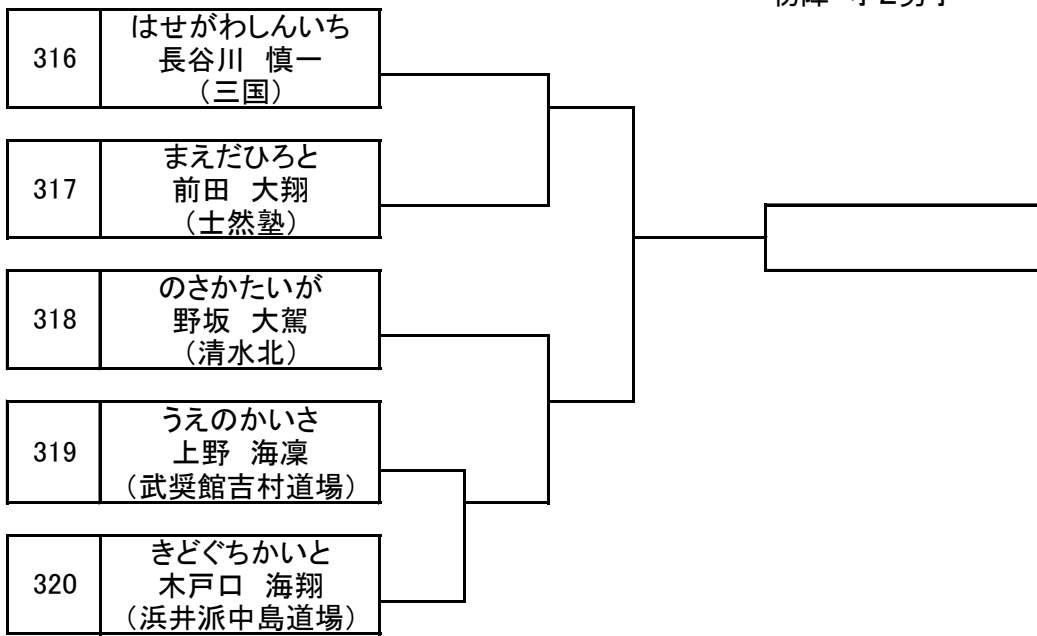 316
はせがわしんいち
長谷川 慎一
(三国)
317
まえだひろと
前田 大翔
(士然塾)
318
のさかたいが
野坂 大駕
(清水北)
319
うえのかいさ
上野 海凜
(武奨館吉村道場)
320
きどぐちかいと
木戸口 海翔
(浜井派中島道場)